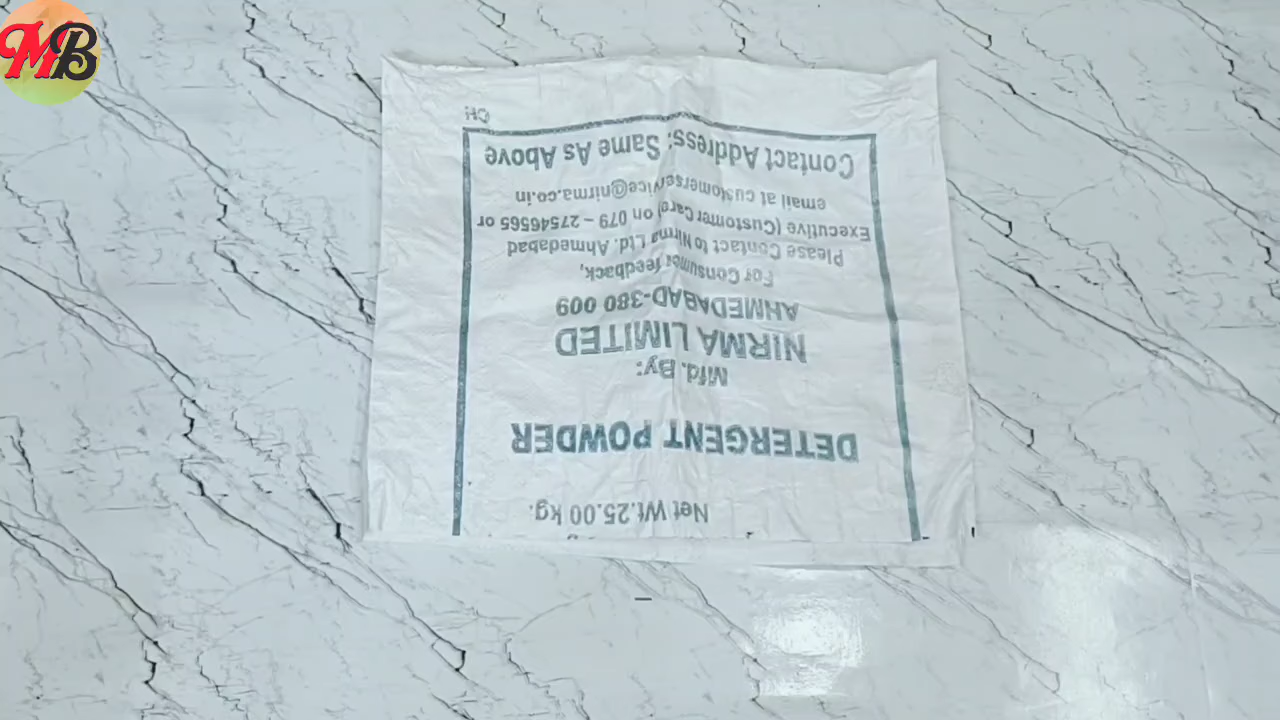 MB
Net Wt.25.00 kg.
DETERGENT POWDER
Mfd. By:
NIRMA LIMITED
AHMEDABAD-380 009
For Consumer feedback,
Please Contact to Nirma Ltd. Ahmedabad
Executive (Customer Care) on 079 – 27546565 or
email at customerservice@nirma.co.in
Contact Address: Same As Above
CH